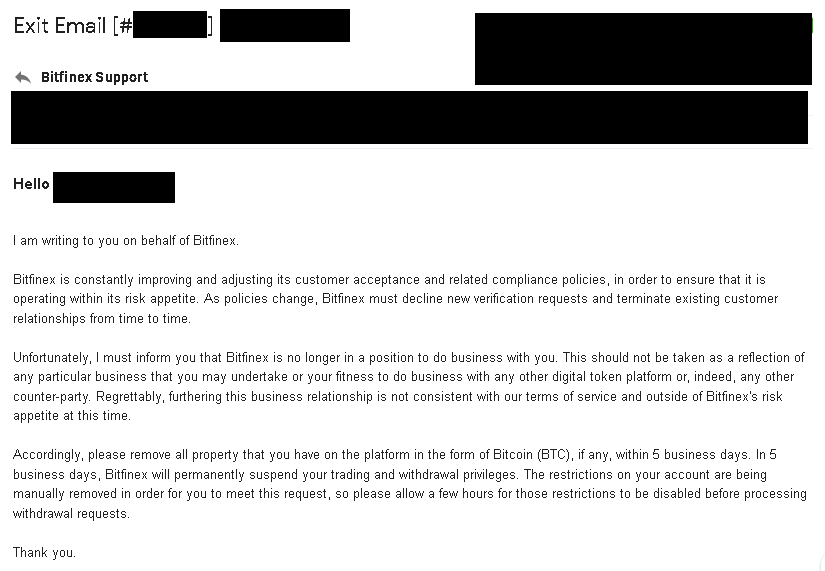 Exit Email [# ]
Bitfinex Support
Hello
I am writing to you on behalf of Bitfinex.
Bitfinex is constantly improving and adjusting its customer acceptance and related compliance policies, in order to ensure that it is
operating within its risk appetite. As policies change, Bitfinex must decline new verification requests and terminate existing customer
relationships from time to time.
Unfortunately, I must inform you that Bitfinex is no longer in a position to do business with you. This should not be taken as a reflection of
any particular business that you may undertake or your fitness to do business with any other digital token platform or, indeed, any other
counter-party. Regrettably, furthering this business relationship is not consistent with our terms of service and outside of Bitfinex's risk
appetite at this time.
Accordingly, please remove all property that you have on the platform in the form of Bitcoin (BTC), if any, within 5 business days. In 5
business days, Bitfinex will permanently suspend your trading and withdrawal privileges. The restrictions on your account are being
manually removed in order for you to meet this request, so please allow a few hours for those restrictions to be disabled before processing
withdrawal requests.
Thank you.